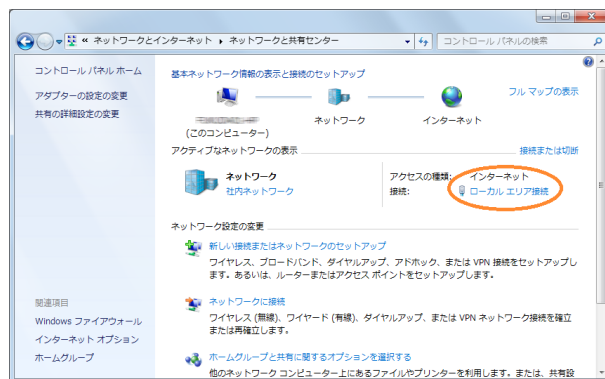 ネットワークとインターネット ネットワークと共有センター
コントロール パネルの検索
コントロール パネル ホーム
アダプターの設定の変更
共有の詳細設定の変更
基本ネットワーク情報の表示と接続のセットアップ
フル マップの表示
(このコンピューター)
ネットワーク
インターネット
アクティブなネットワークの表示
接続または切断
ネットワーク
社内ネットワーク
アクセスの種類: インターネット
接続: ローカル エリア接続
ネットワーク設定の変更
新しい接続またはネットワークのセットアップ
ワイヤレス、ブロードバンド、ダイヤルアップ、アドホック、または VPN 接続をセットアップし
ます。あるいは、ルーターまたはアクセス ポイントをセットアップします。
ネットワークに接続
ワイヤレス (無線)、ワイヤード (有線)、ダイヤルアップ、または VPN ネットワーク接続を確立
または再確立します。
ホームグループと共有に関するオプションを選択する
他のネットワーク コンピューター上にあるファイルやプリンターを利用します。または、共有設
関連項目
Windows ファイアウォール
インターネット オプション
ホームグループ